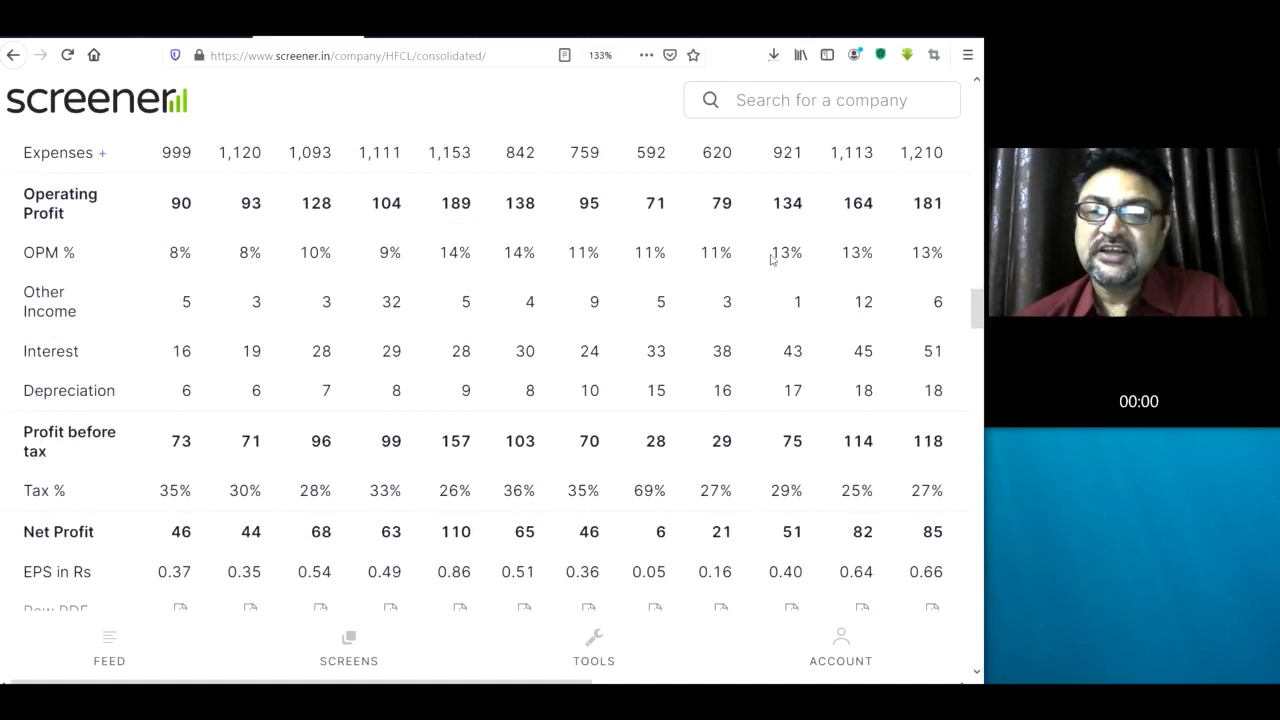 https://www.screener.in/company/HFCL/consolidated/ 133%
screener
Search for a company
Expenses + 999 1,120 1,093 1,111 1,153 842 759 592 620 921 1,113 1,210
Operating
Profit 90 93 128 104 189 138 95 71 79 134 164 181
OPM % 8% 8% 10% 9% 14% 14% 11% 11% 11% 13% 13% 13%
Other
Income 5 3 3 32 5 4 9 5 3 1 12 6
Interest 16 19 28 29 28 30 24 33 38 43 45 51
Depreciation 6 6 7 8 9 8 10 15 16 17 18 18
Profit before
tax 73 71 96 99 157 103 70 28 29 75 114 118
Tax % 35% 30% 28% 33% 26% 36% 35% 69% 27% 29% 25% 27%
Net Profit 46 44 68 63 110 65 46 6 21 51 82 85
EPS in Rs 0.37 0.35 0.54 0.49 0.86 0.51 0.36 0.05 0.16 0.40 0.64 0.66
Raw PDF
FEED SCREENS TOOLS ACCOUNT
00:00